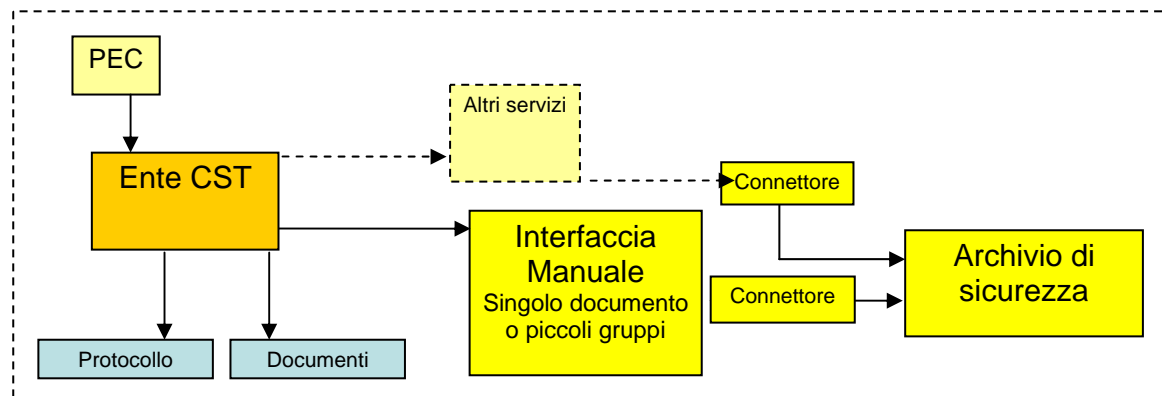 PEC
Altri servizi
Ente CST
Connettore
Interfaccia
Manuale
Singolo documento
o piccoli gruppi
Archivio di
sicurezza
Connettore
Protocollo
Documenti